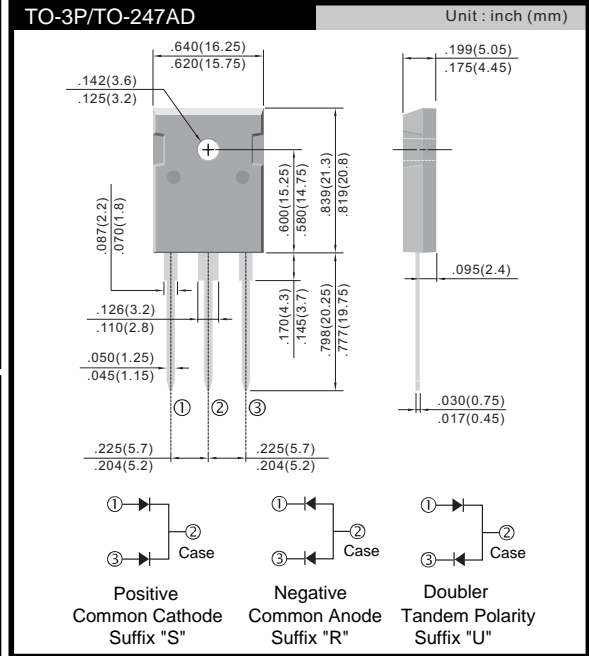 TO-3P/TO-247AD
Unit : inch (mm)
.640(16.25)
.620(15.75)
.199(5.05)
.175(4.45)
.142(3.6)
.125(3.2)
.600(15.25)
.580(14.75)
.839(21.3)
.819(20.8)
.087(2.2)
.070(1.8)
.095(2.4)
.126(3.2)
.110(2.8)
.170(4.3)
.145(3.7)
.798(20.25)
.777(19.75)
.050(1.25)
.045(1.15)
.030(0.75)
.017(0.45)
① ② ③
.225(5.7)
.204(5.2)
.225(5.7)
.204(5.2)
①
②
③
Case
Positive
Common Cathode
Suffix "S"
①
②
③
Case
Negative
Common Anode
Suffix "R"
①
②
③
Case
Doubler
Tandem Polarity
Suffix "U"